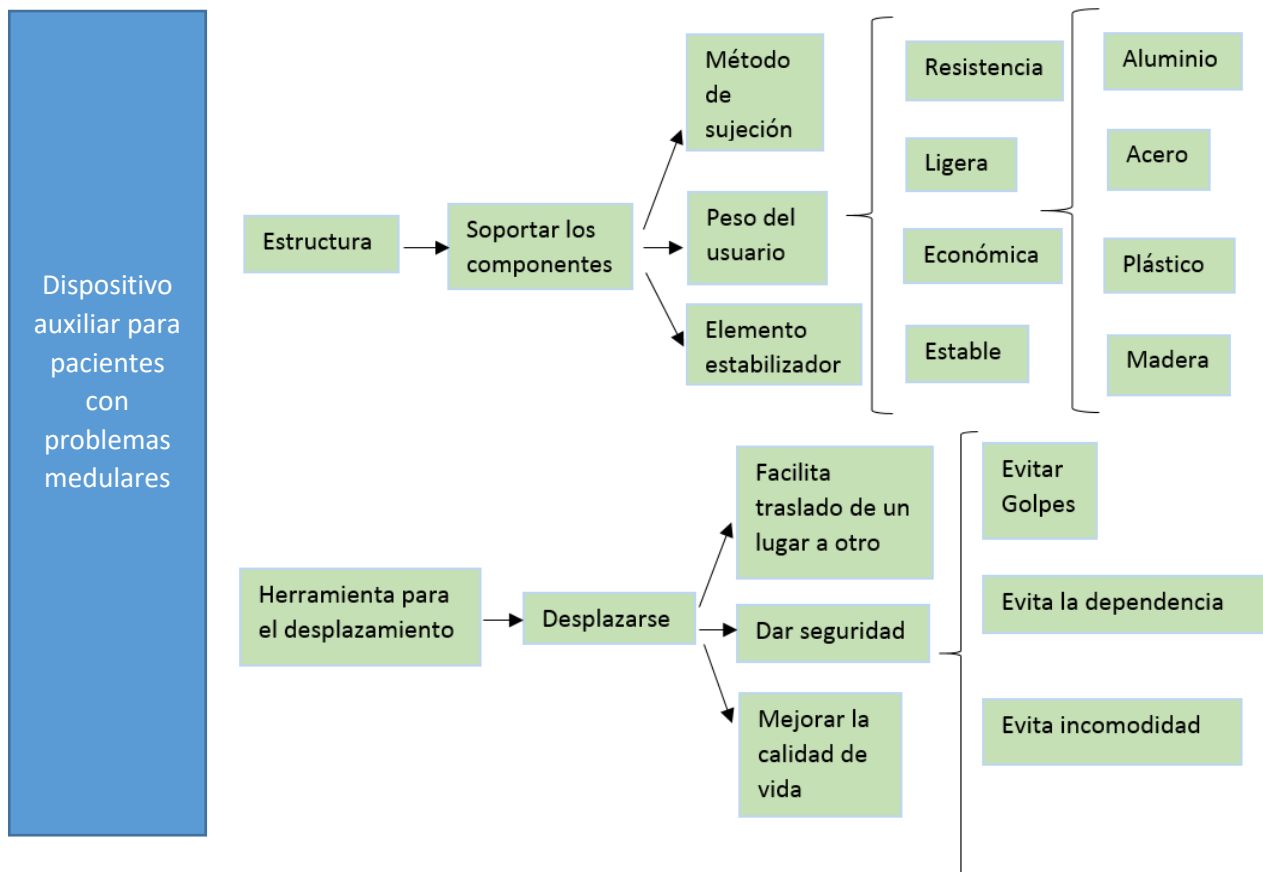 Dispositivo
auxiliar para
pacientes
con
problemas
medulares
Estructura
Soportar los
componentes
Método
de
sujeción
Peso del
usuario
Elemento
estabilizador
Resistencia
Ligera
Económica
Estable
Aluminio
Acero
Plástico
Madera
Herramienta para
el desplazamiento
Desplazarse
Facilita
traslado de un
lugar a otro
Dar seguridad
Mejorar la
calidad de
vida
Evitar
Golpes
Evita la dependencia
Evita incomodidad